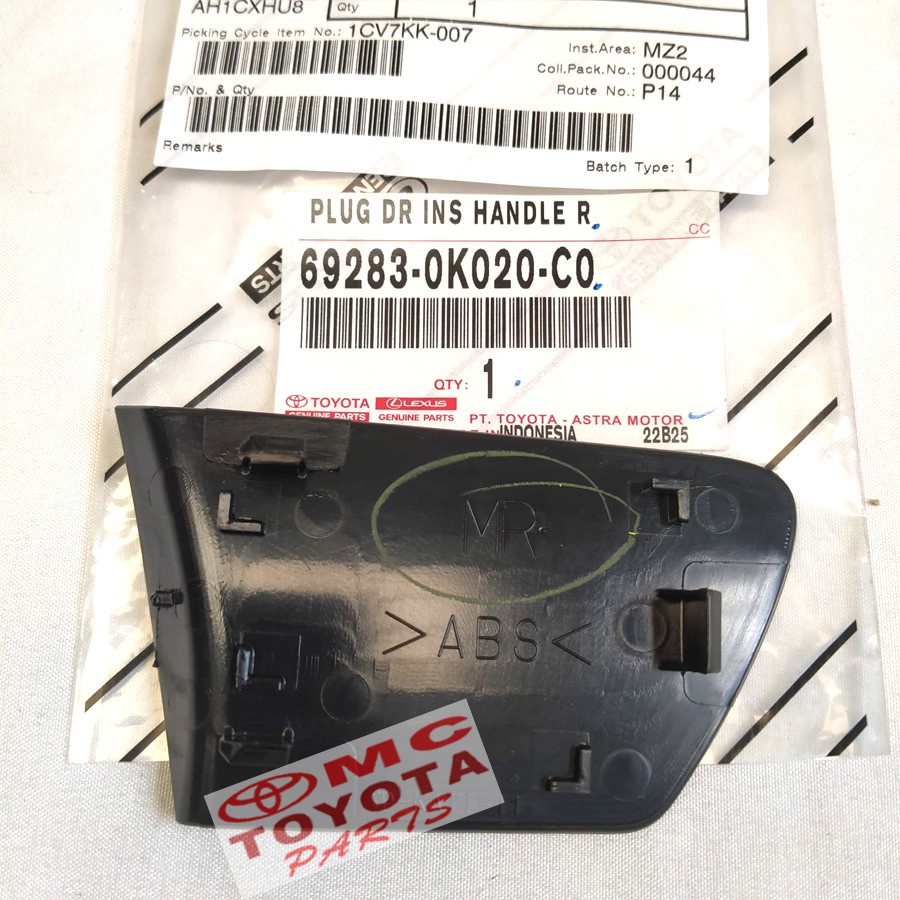 AH1CXHU8 Qty 1
Picking Cycle Item No.: 1CV7KK-007
Inst.Area: MZ2
Coll.Pack.No.: 000044
P/No. & Qty
Route No.: P14
Remarks
Batch Type: 1
PLUG DR INS HANDLE R
CC
69283-0K020-C0
QTY: 1
TOYOTA LEXUS
GENUINE PARTS GENUINE PARTS
PT. TOYOTA - ASTRA MOTOR
INDONESIA 22B25
TOYOTA
MR
>ABS<
MC
TOYOTA
PARTS